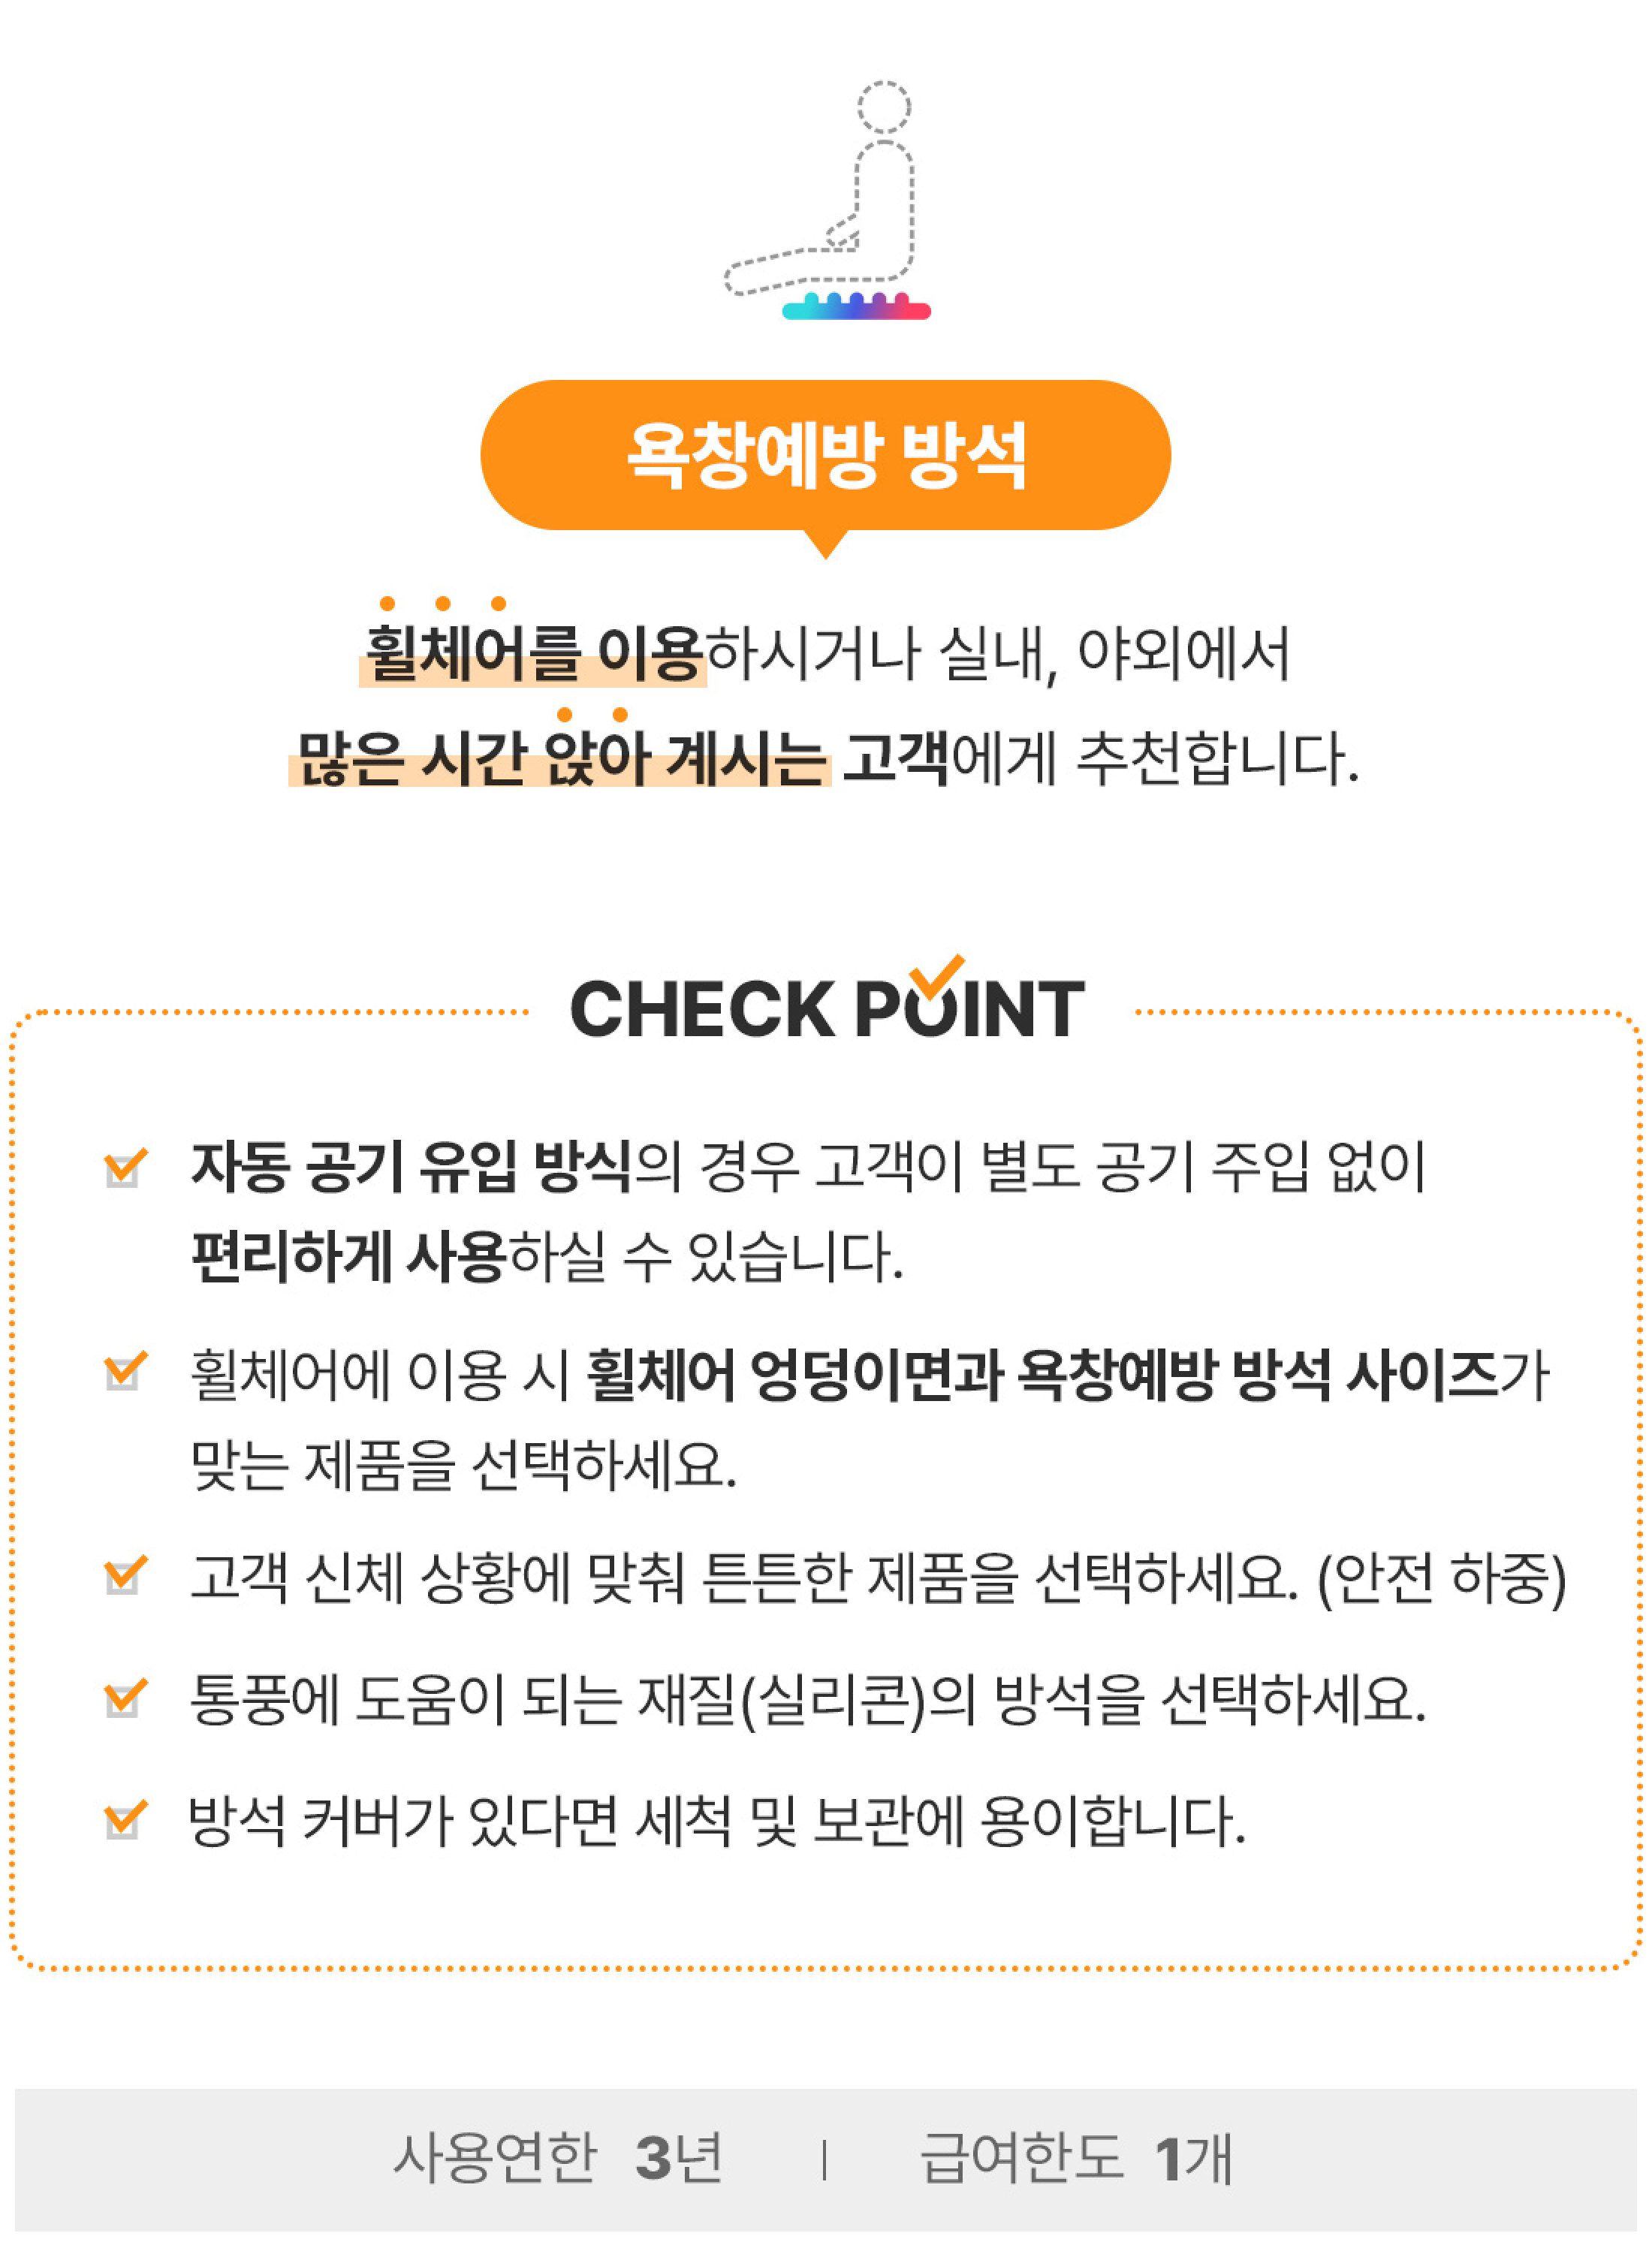 욕창예방 방석
휠체어를 이용하시거나 실내, 야외에서
많은 시간 앉아 계시는 고객에게 추천합니다.
CHECK POINT
자동 공기 유입 방식의 경우 고객이 별도 공기 주입 없이
편리하게 사용하실 수 있습니다.
휠체어에 이용 시 휠체어 엉덩이면과 욕창예방 방석 사이즈가
맞는 제품을 선택하세요.
고객 신체 상황에 맞춰 튼튼한 제품을 선택하세요. (안전 하중)
통풍에 도움이 되는 재질(실리콘)의 방석을 선택하세요.
방석 커버가 있다면 세척 및 보관에 용이합니다.
사용연한 3년 | 급여한도 1개